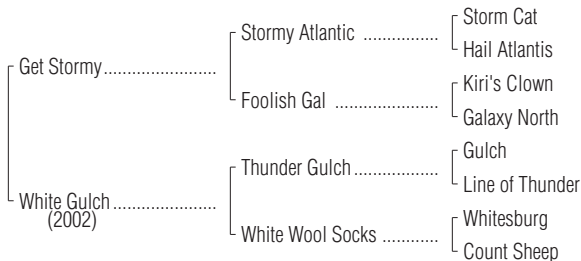 Storm Cat
Stormy Atlantic ..................
Hail Atlantis
Get Stormy...........................
Kiri's Clown
Foolish Gal ........................
Galaxy North
Gulch
Thunder Gulch....................
Line of Thunder
White Gulch.........................
(2002)
Whitesburg
White Wool Socks .............
Count Sheep